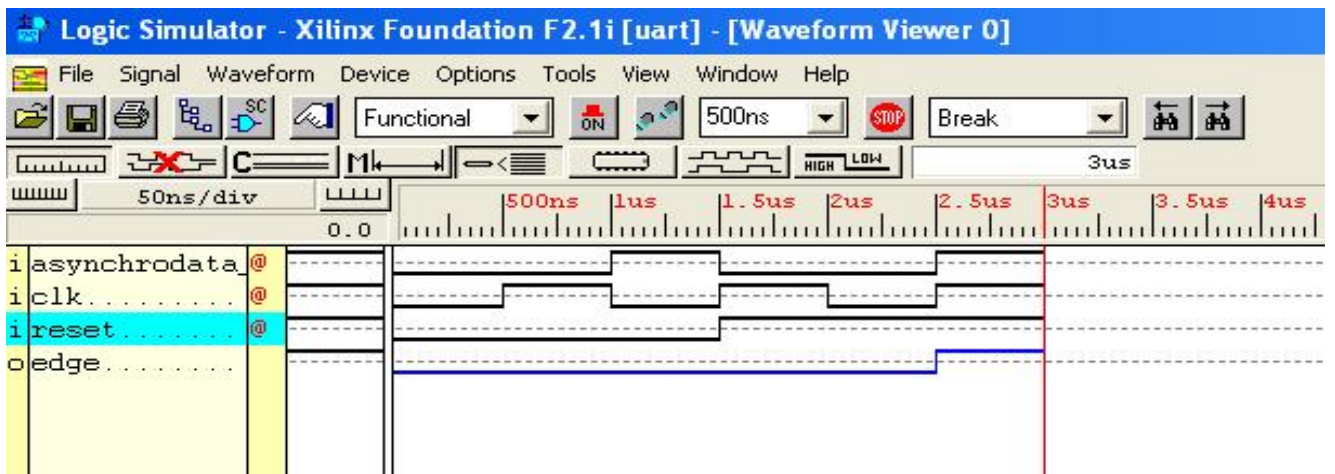 Logic Simulator - Xilinx Foundation F2.1i [uart] - [Waveform Viewer 0]
File Signal Waveform Device Options Tools View Window Help
SC Functional ON 500ns STOP Break
C M HIGH LOW 3us
50ns/div 500ns 1us 1.5us 2us 2.5us 3us 3.5us 4us
0.0
i asynchrodata_@
i clk......... @
i reset....... @
o edge........